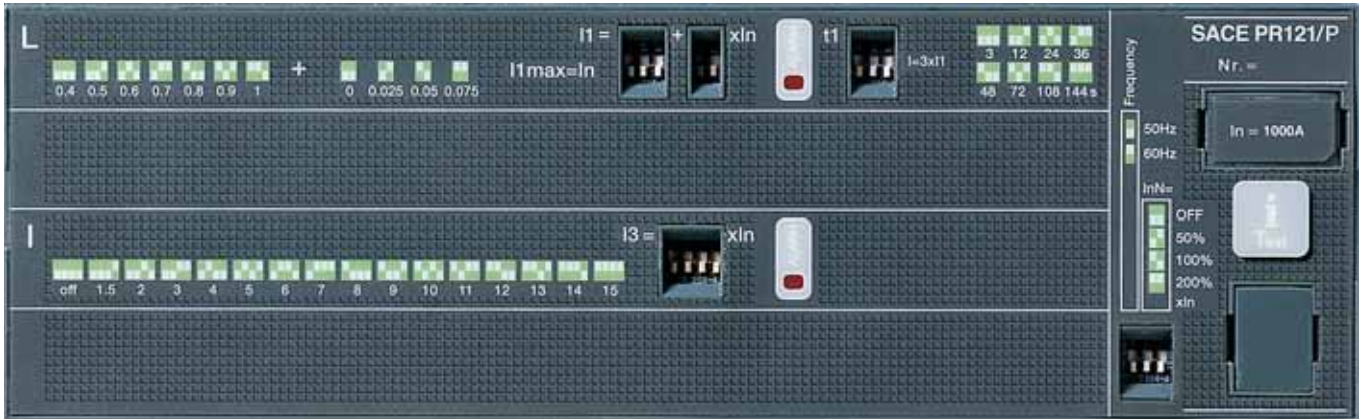 L
I1 = + xIn
I1max=In
0.4 0.5 0.6 0.7 0.8 0.9 1 + 0 0.025 0.05 0.075
t1
I=3xI1
3 12 24 36
48 72 108 144 s
Frequency
50Hz
60Hz
InN=
OFF
50%
100%
200%
xIn
SACE PR121/P
Nr. =
In = 1000A
i
Test
I
I3 = xIn
off 1.5 2 3 4 5 6 7 8 9 10 11 12 13 14 15